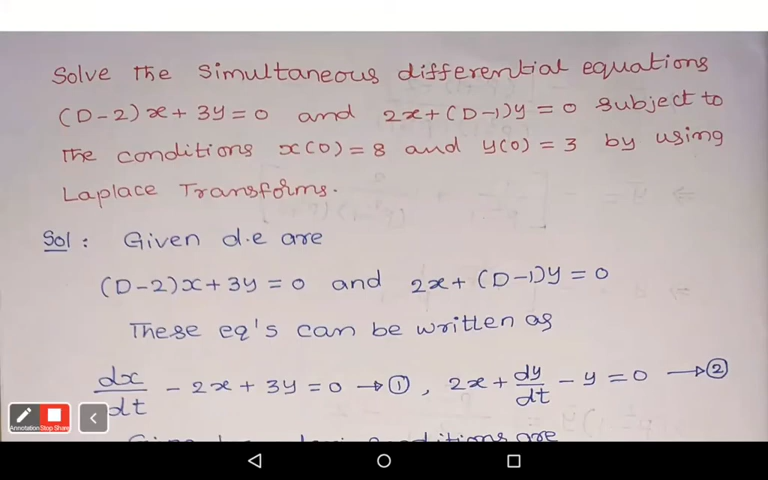 Solve the simultaneous differential equations
(D-2)x + 3y = 0 and 2x + (D-1)y = 0 subject to
the conditions x(0) = 8 and y(0) = 3 by using
Laplace Transforms.
Sol : Given d.e are
(D-2)x + 3y = 0 and 2x + (D-1)y = 0
These eq's can be written as
dx/dt - 2x + 3y = 0 → ①, 2x + dy/dt - y = 0 → ②
conditions are
Annotation Stop Share